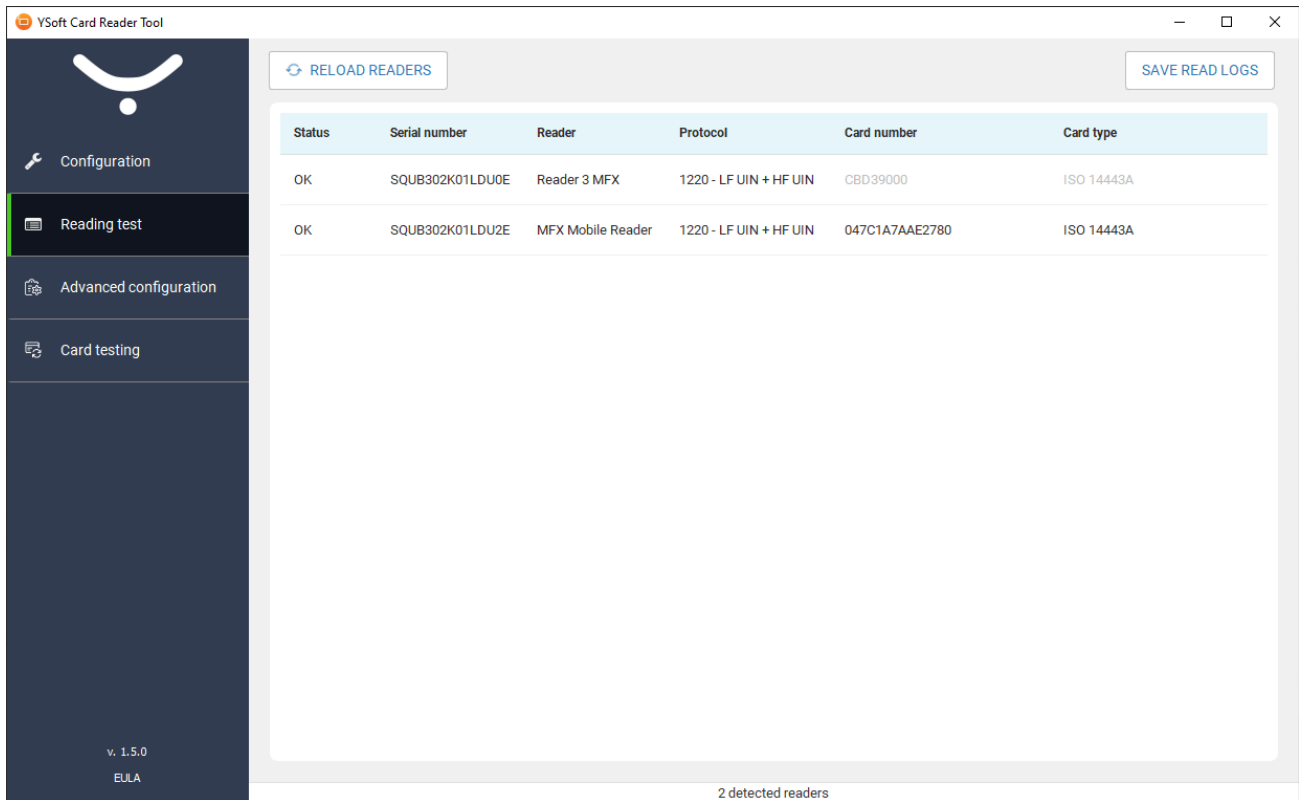 YSoft Card Reader Tool
RELOAD READERS
SAVE READ LOGS
Configuration
Reading test
Advanced configuration
Card testing
Status Serial number Reader Protocol Card number Card type
OK SQUB302K01LDU0E Reader 3 MFX 1220 - LF UIN + HF UIN CBD39000 ISO 14443A
OK SQUB302K01LDU2E MFX Mobile Reader 1220 - LF UIN + HF UIN 047C1A7AAE2780 ISO 14443A
v. 1.5.0
EULA
2 detected readers